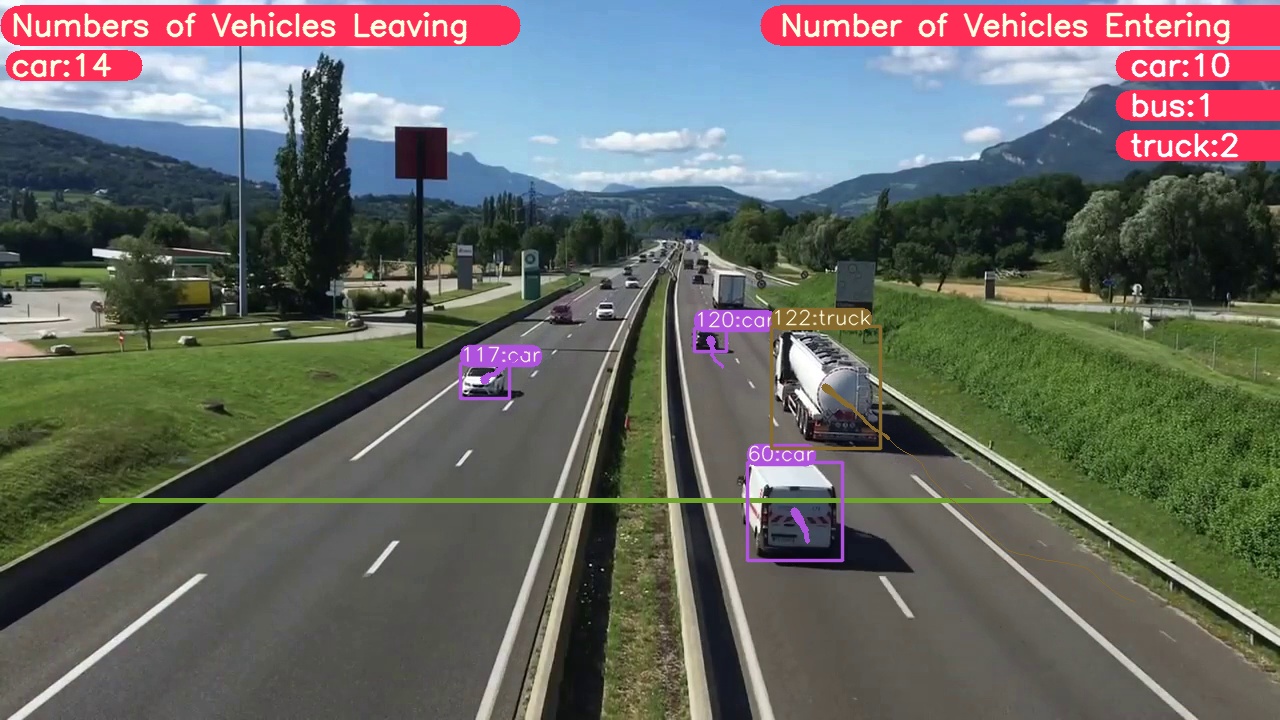 Numbers of Vehicles Leaving
car:14
Number of Vehicles Entering
car:10
bus:1
truck:2
120:car
122:truck
117:car
60:car